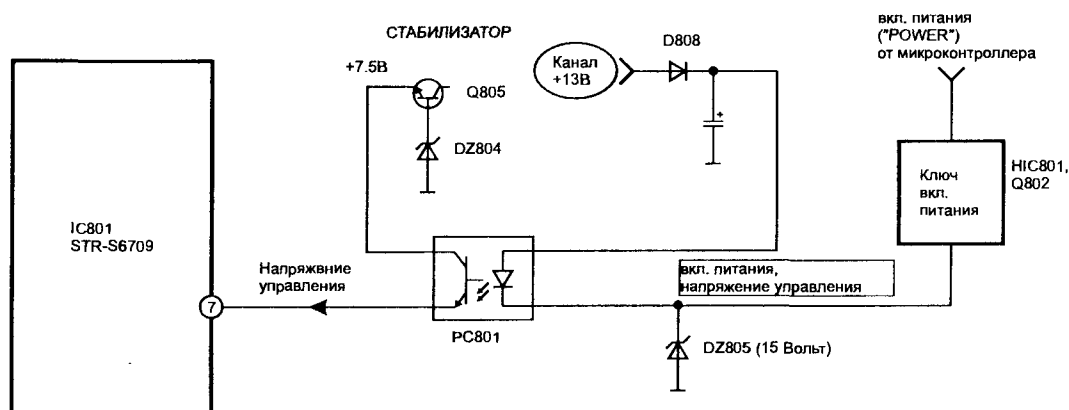 СТАБИЛИЗАТОР
+7.5В
Q805
DZ804
Канал
+13В
D808
+
вкл. питания
("POWER")
от микроконтроллера
Ключ
вкл.
питания
HIC801,
Q802
IC801
STR-S6709
Напряжвние
управления
7
PC801
вкл. литания,
напряжение управления
DZ805 (15 Вольт)